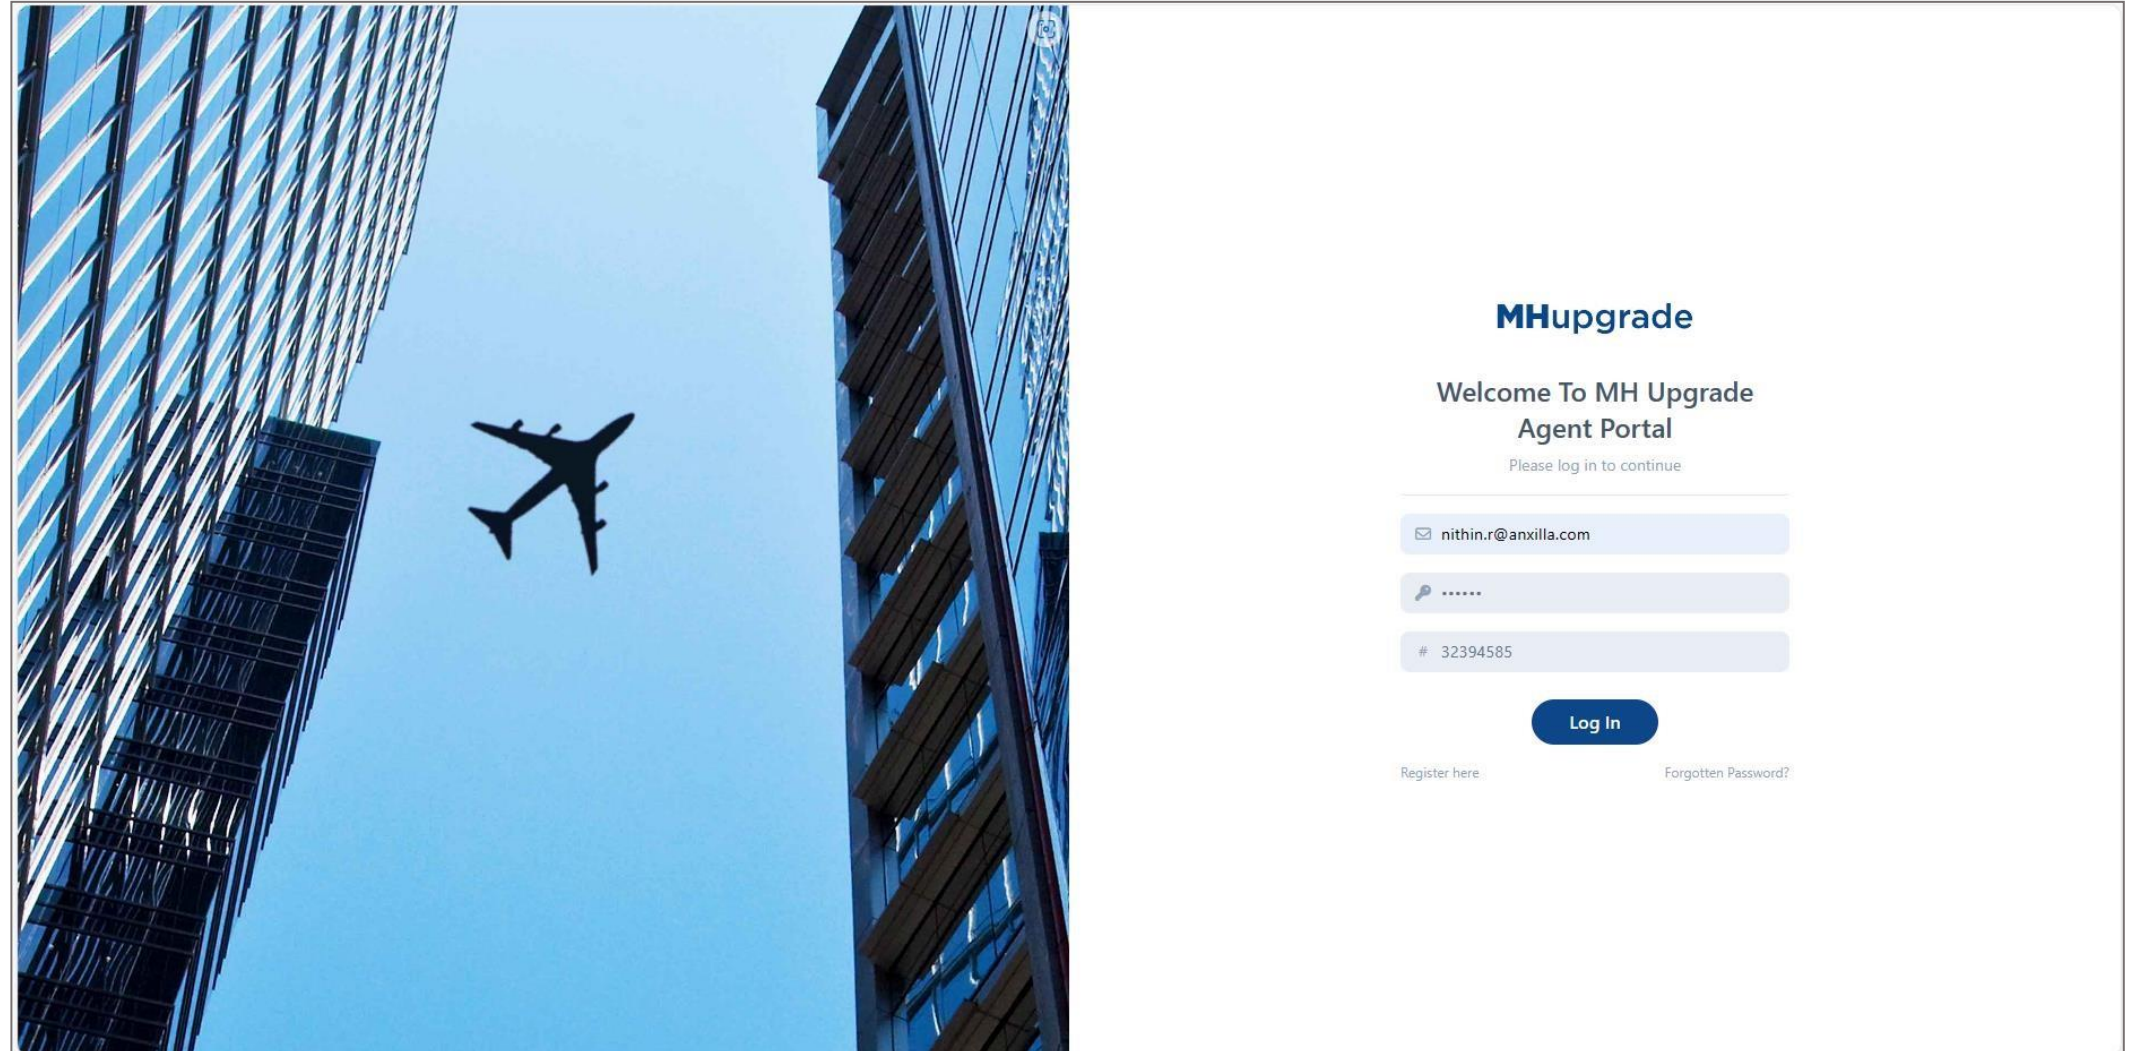 MHupgrade
Welcome To MH Upgrade
Agent Portal
Please log in to continue
nithin.r@anxilla.com
••••••
# 32394585
Log In
Register here
Forgotten Password?